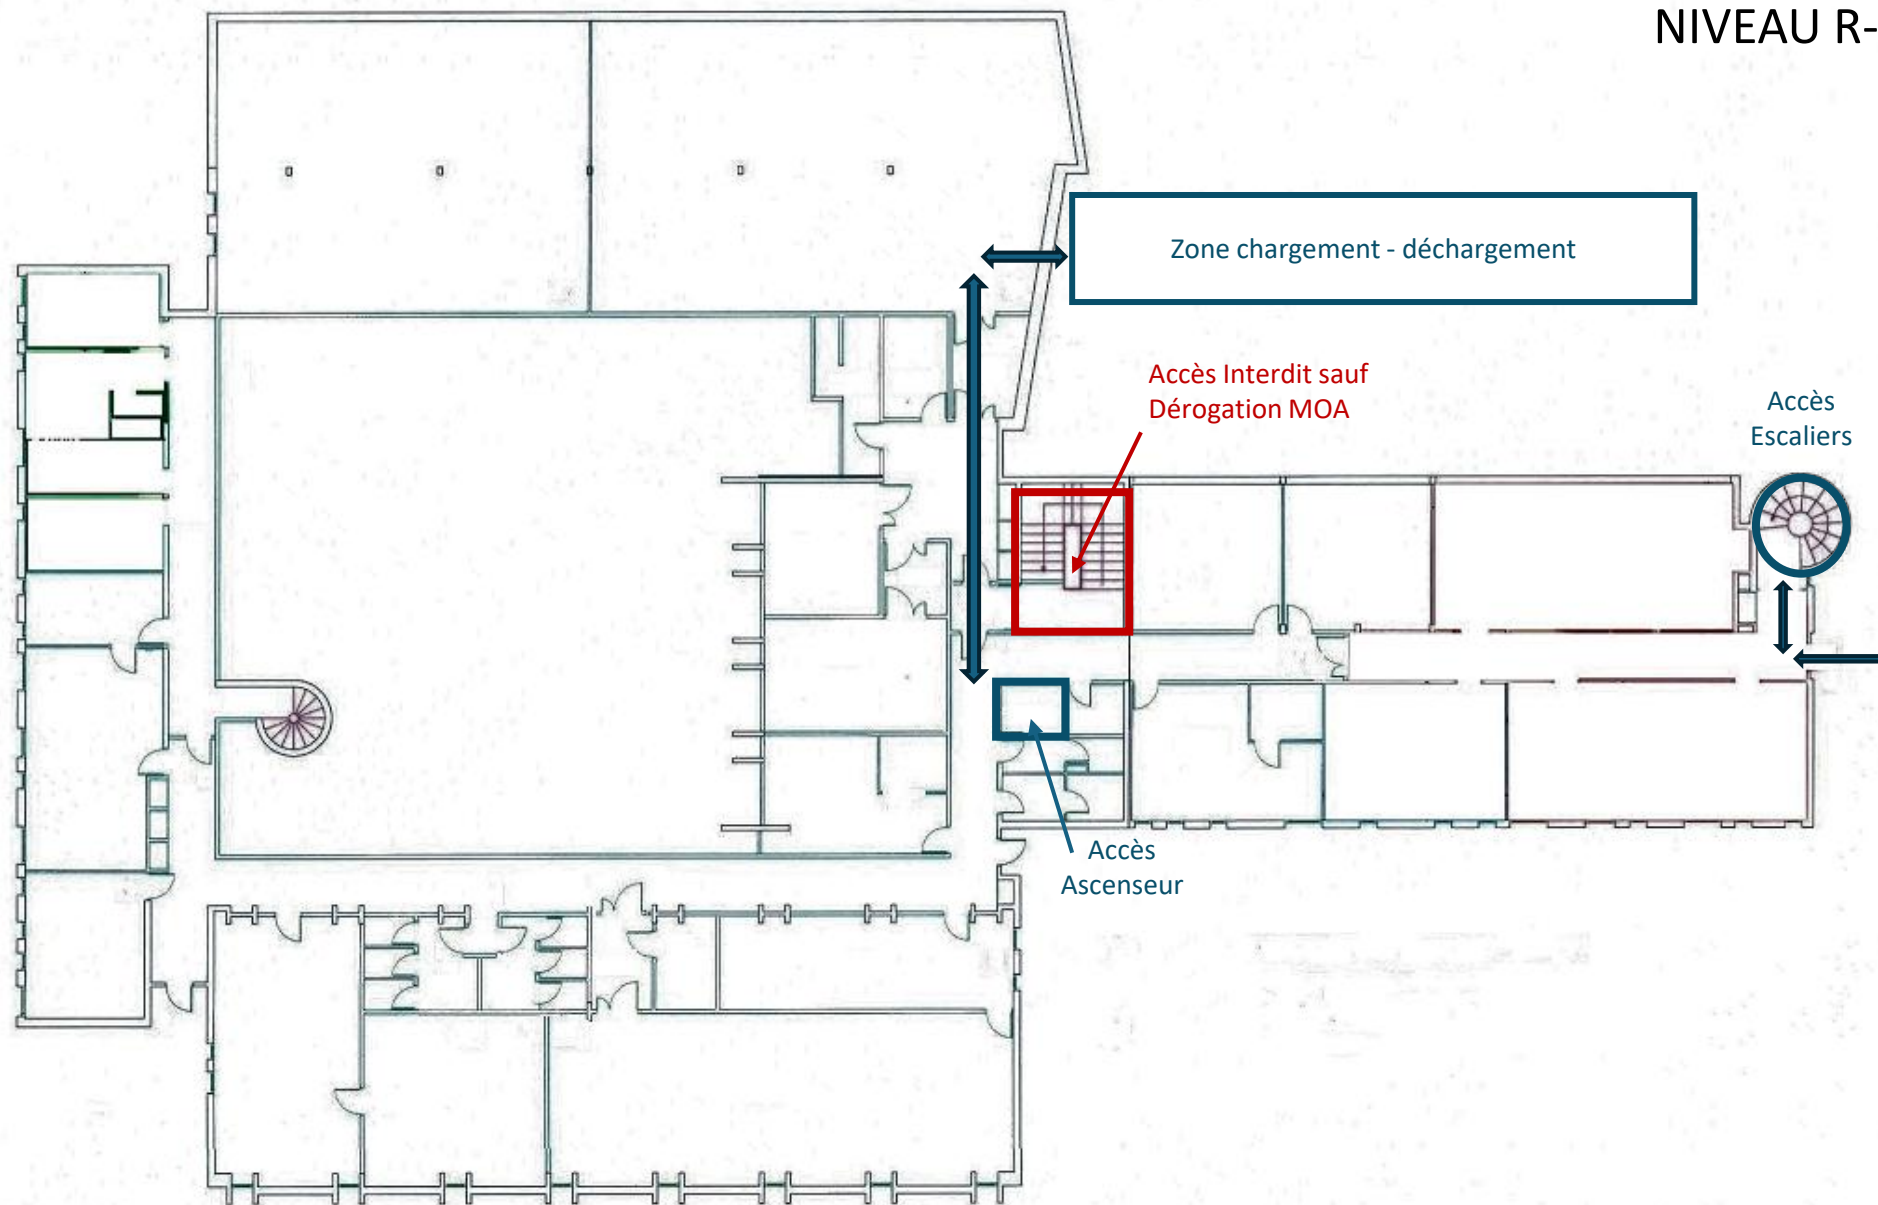 NIVEAU R-
Zone chargement - déchargement
Accès Interdit sauf
Dérogation MOA
Accès
Escaliers
Accès
Ascenseur